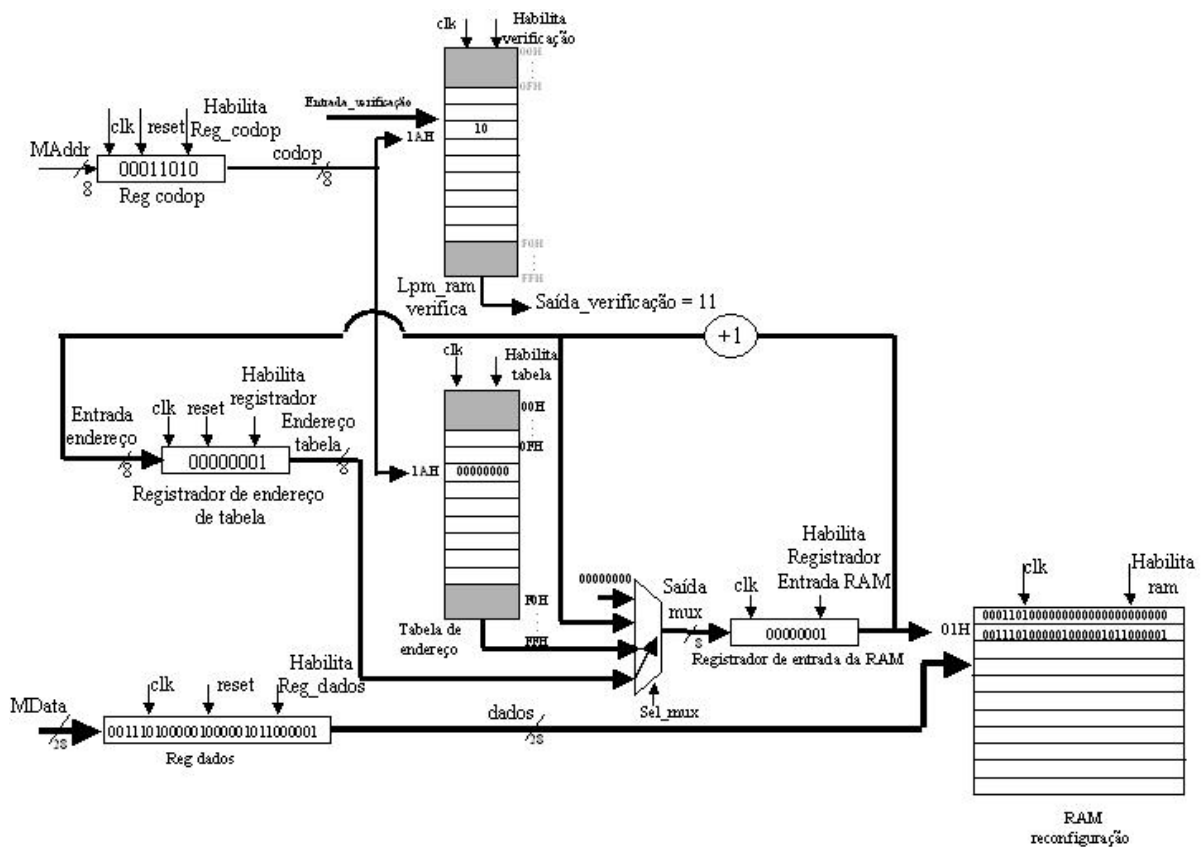 clk
Habilita
verificação
00H
0FH
Entrada_verificação
10
1AH
Habilita
Reg_codop
clk
reset
MAddr
8
00011010
codop
8
Reg codop
F0H
FFH
Lpm_ram
verifica
Saída_verificação = 11
+1
clk
Habilita
tabela
00H
0FH
Habilita
registrador
clk
reset
Entrada
endereço
8
00000001
Endereço
tabela
8
1AH
00000000
Registrador de endereço
de tabela
F0H
FFH
Tabela de
endereço
00000000
Saída
mux
8
Sel_mux
Habilita
Registrador
Entrada RAM
clk
00000001
Registrador de entrada da RAM
clk
Habilita
ram
01H
0001110100000000000000000000
0011101000001000001011000001
MData
28
clk
reset
Habilita
Reg_dados
0011101000001000001011000001
Reg dados
dados
28
RAM
reconfiguração